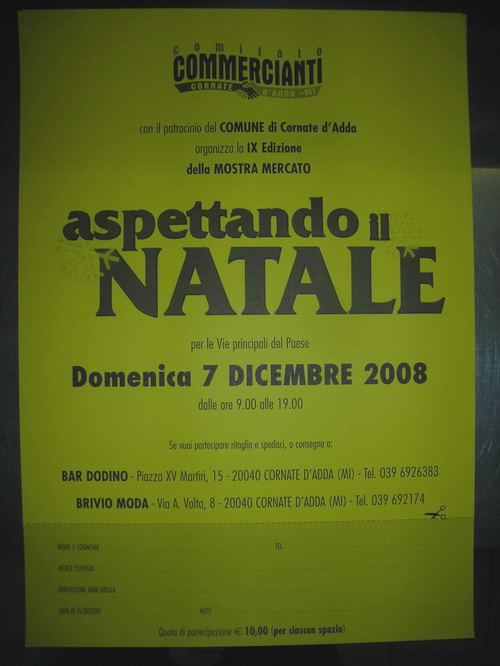 comitato
COMMERCIANTI
CORNATE D'ADDA - MI
con il patrocinio del COMUNE di Cornate d'Adda
organizza la IX Edizione
della MOSTRA MERCATO
aspettando il
NATALE
per le Vie principali del Paese
Domenica 7 DICEMBRE 2008
dalle ore 9.00 alle 19.00
Se vuoi partecipare ritaglia e spedisci, o consegna a:
BAR DODINO - Piazza XV Martiri, 15 - 20040 CORNATE D'ADDA (MI) - Tel. 039 6926383
BRIVIO MODA - Via A. Volta, 8 - 20040 CORNATE D'ADDA (MI) - Tel. 039 692174
NOME E COGNOME TEL.
MERCE ESPOSTA
DIMENSIONE BANCARELLA
DATA DI ISCRIZIONE NOTE
Quota di partecipazione € 10,00 (per ciascun spazio)